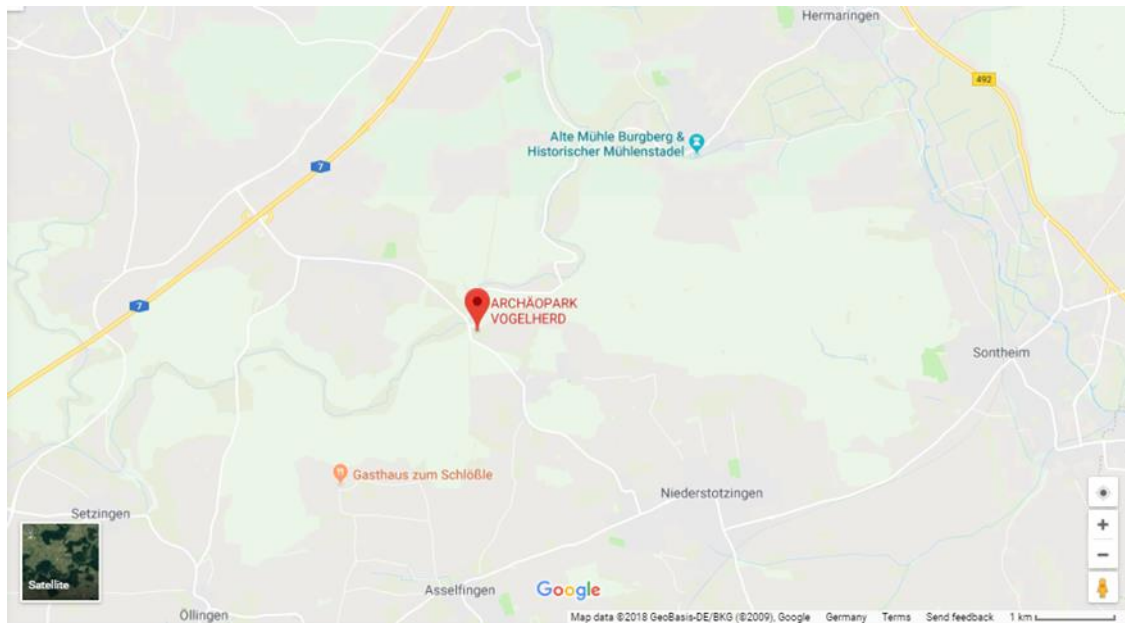 Hermaringen
492
Alte Mühle Burgberg &
Historischer Mühlenstadel
7
7
ARCHÄOPARK
VOGELHERD
Sontheim
Gasthaus zum Schlößle
Niederstotzingen
Setzingen
Satellite
Asselfingen
Google
Öllingen
Map data ©2018 GeoBasis-DE/BKG (©2009), Google Germany Terms Send feedback 1 km